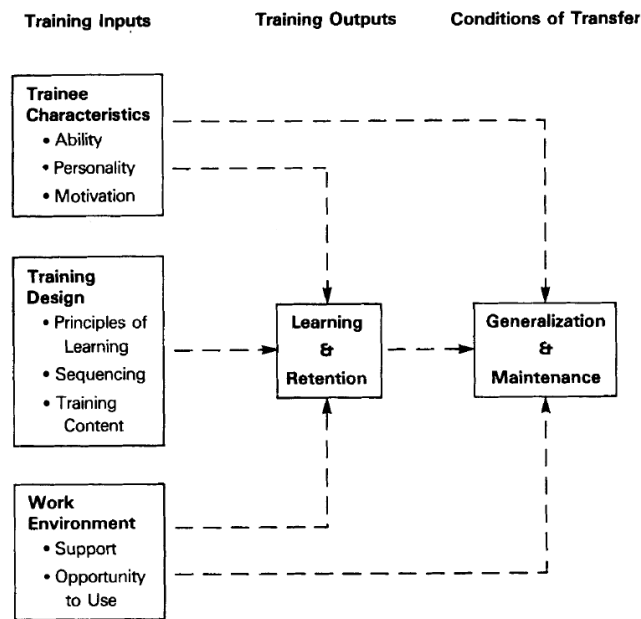 Training Inputs
Training Outputs
Conditions of Transfer
Trainee
Characteristics
• Ability
• Personality
• Motivation
Training
Design
• Principles of
Learning
• Sequencing
• Training
Content
Learning
&
Retention
Generalization
&
Maintenance
Work
Environment
• Support
• Opportunity
to Use